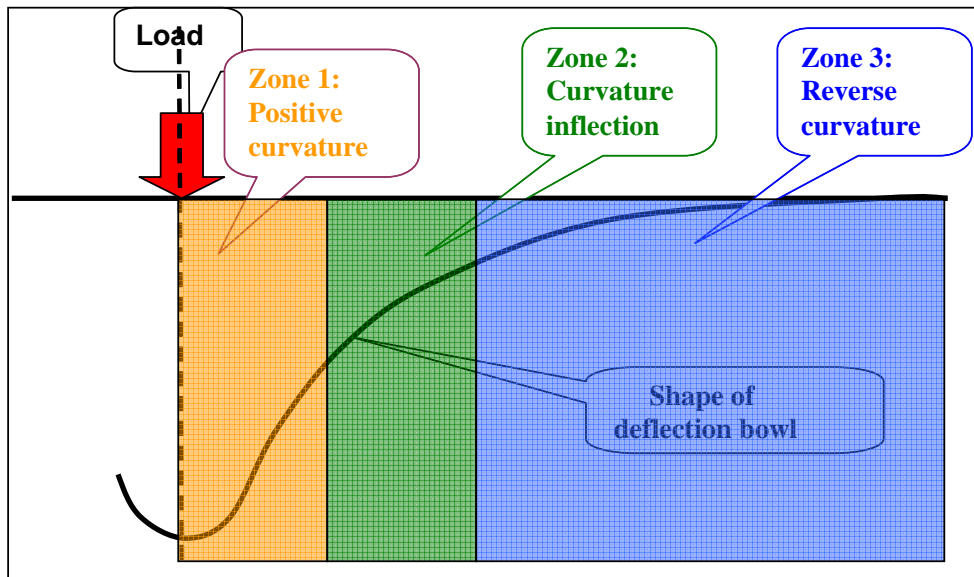 Load
Zone 1:
Positive
curvature
Zone 2:
Curvature
inflection
Zone 3:
Reverse
curvature
Shape of
deflection bowl